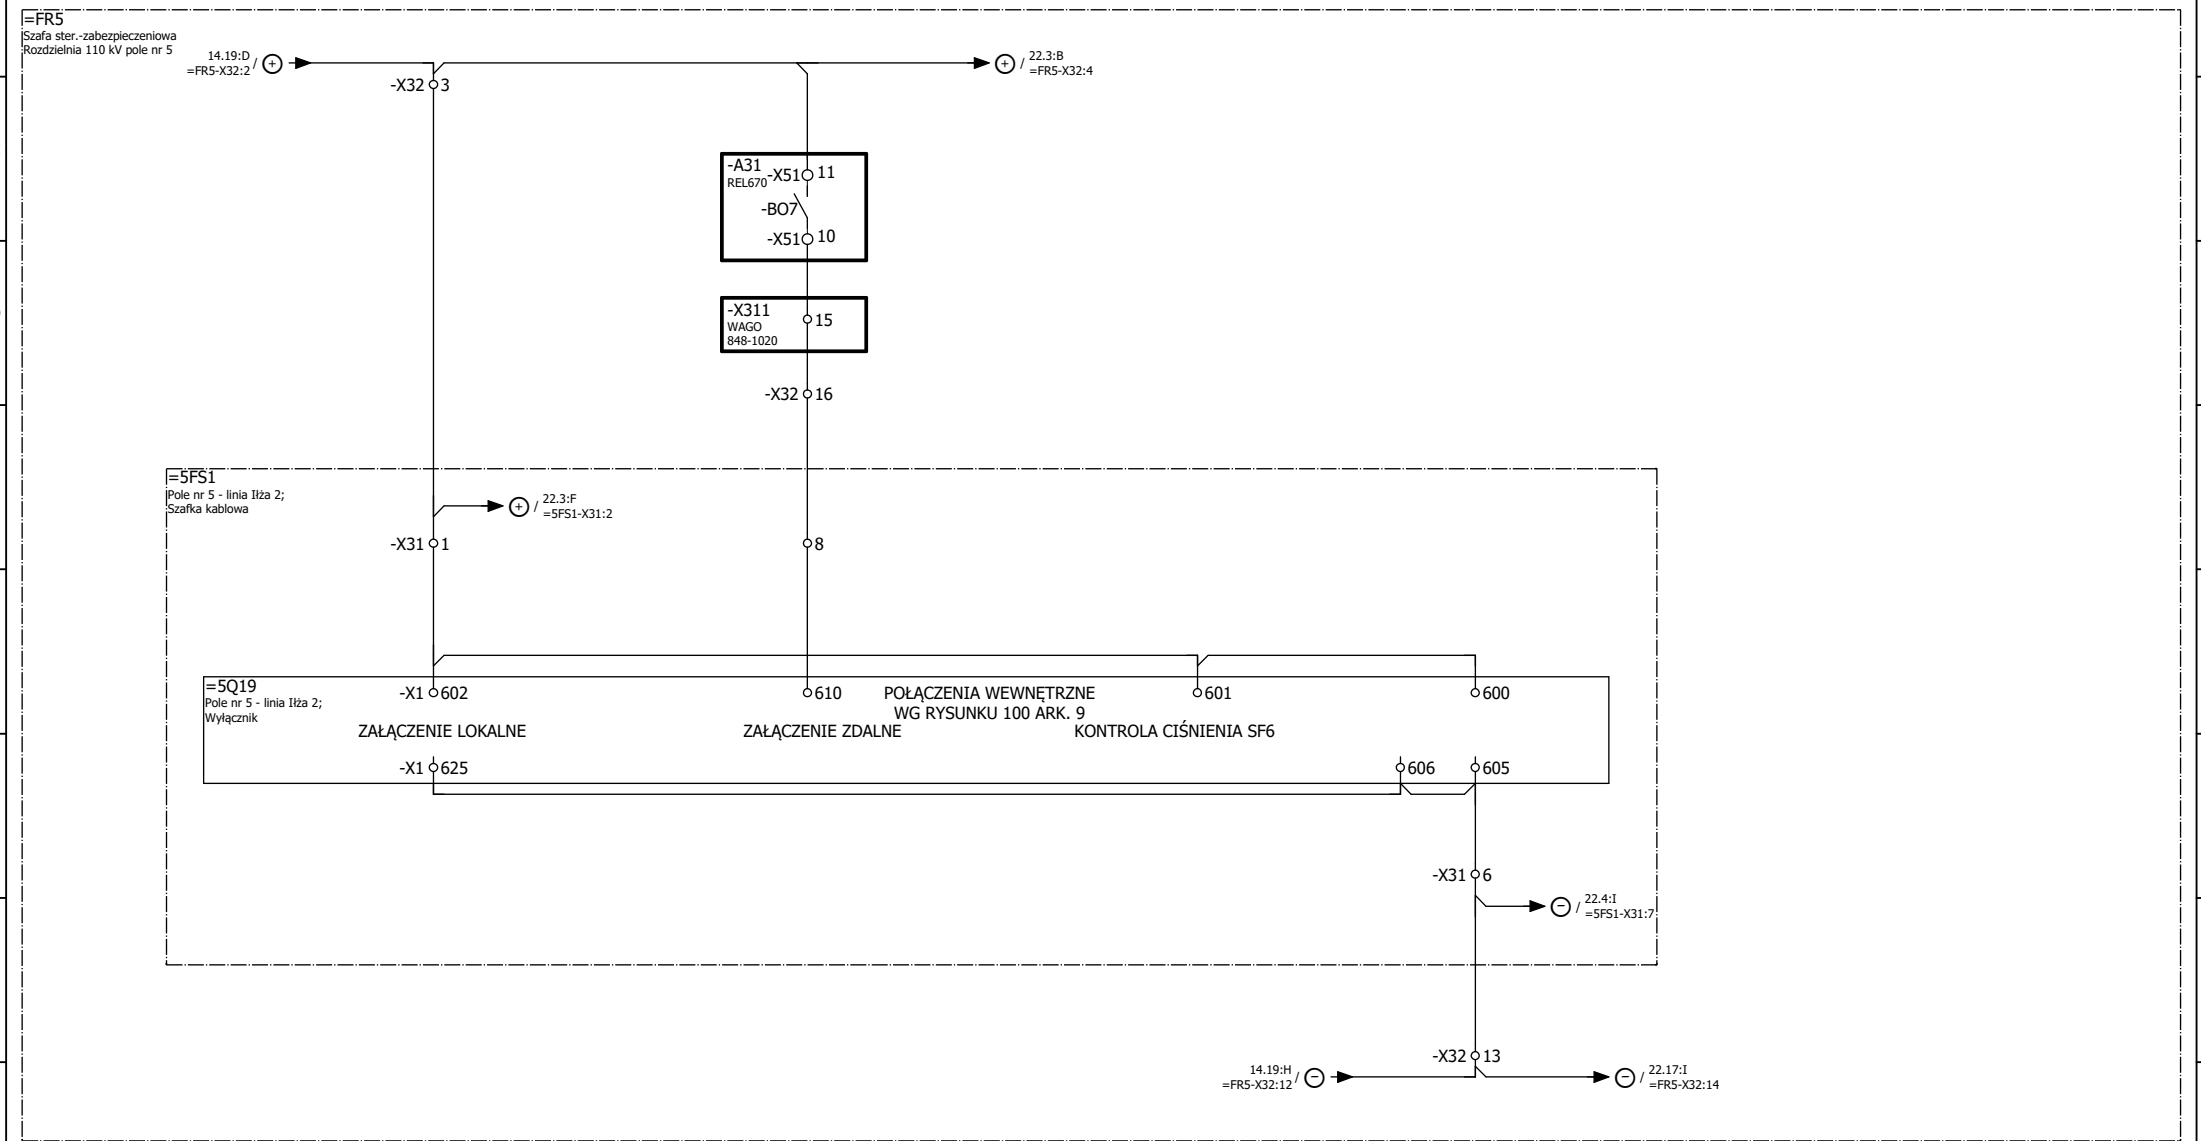 =FR5
Szafa ster.-zabezpieczeniowa
Rozdzielnia 110 kV pole nr 5
14.19:D
=FR5-X32:2 / +
+ / 22.3:B
=FR5-X32:4
-X32 3
-A31
REL670
-X51 11
-BO7
-X51 10
-X311
WAGO
848-1020
15
-X32 16
=5FS1
Pole nr 5 - linia Iłża 2;
Szafka kablowa
+ / 22.3:F
=5FS1-X31:2
-X31 1
8
=5Q19
Pole nr 5 - linia Iłża 2;
Wyłącznik
-X1 602
610
POŁĄCZENIA WEWNĘTRZNE
WG RYSUNKU 100 ARK. 9
601
600
ZAŁĄCZENIE LOKALNE
ZAŁĄCZENIE ZDALNE
KONTROLA CIŚNIENIA SF6
-X1 625
606
605
-X31 6
− / 22.4:I
=5FS1-X31:7
-X32 13
14.19:H
=FR5-X32:12 / −
− / 22.17:I
=FR5-X32:14